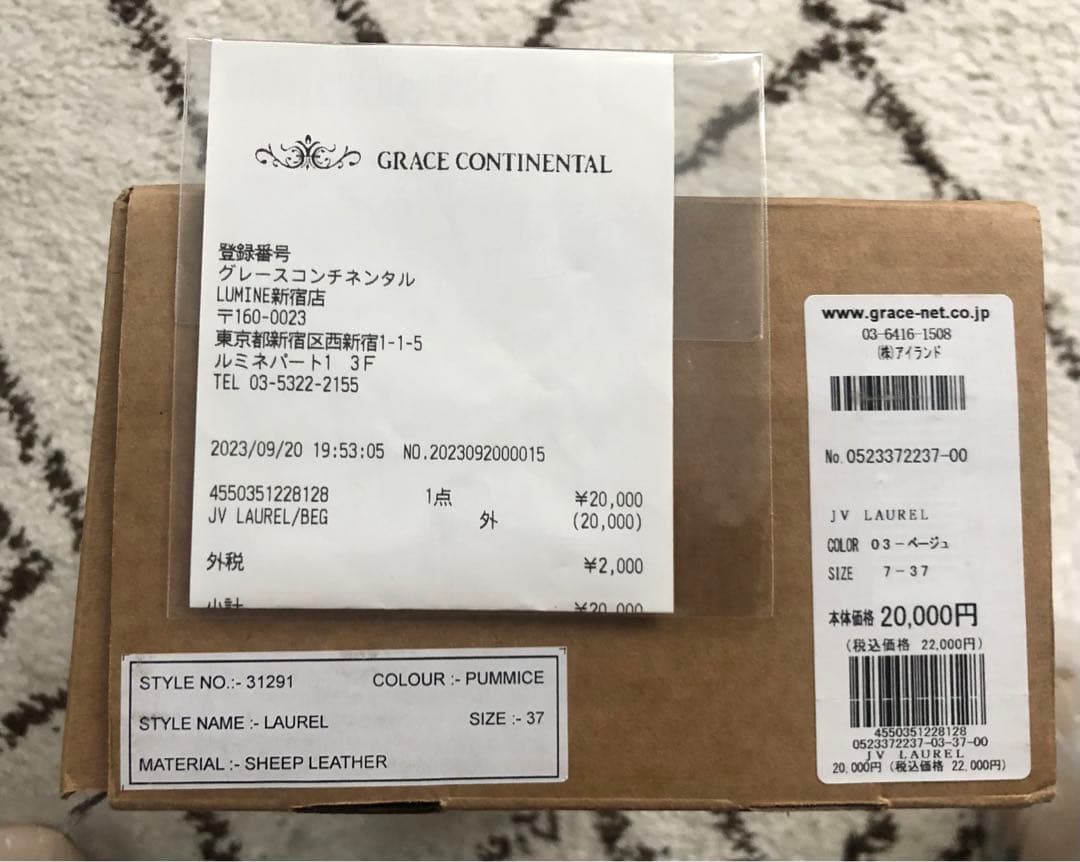 GRACE CONTINENTAL
登録番号
グレースコンチネンタル
LUMINE新宿店
〒160-0023
東京都新宿区西新宿1-1-5
ルミネパート1 3F
TEL 03-5322-2155
2023/09/20 19:53:05 NO.2023092000015
4550351228128 1点 ¥20,000
JV LAUREL/BEG 外 (20,000)
外税 ¥2,000
小計 ¥20,000
www.grace-net.co.jp
03-6416-1508
(株)アイランド
No.0523372237-00
JV LAUREL
COLOR 03-ベージュ
SIZE 7-37
本体価格 20,000円
(税込価格 22,000円)
4550351228128
0523372237-03-37-00
JV LAUREL
20,000円 (税込価格 22,000円)
STYLE NO.:- 31291 COLOUR :- PUMMICE
STYLE NAME :- LAUREL SIZE :- 37
MATERIAL :- SHEEP LEATHER